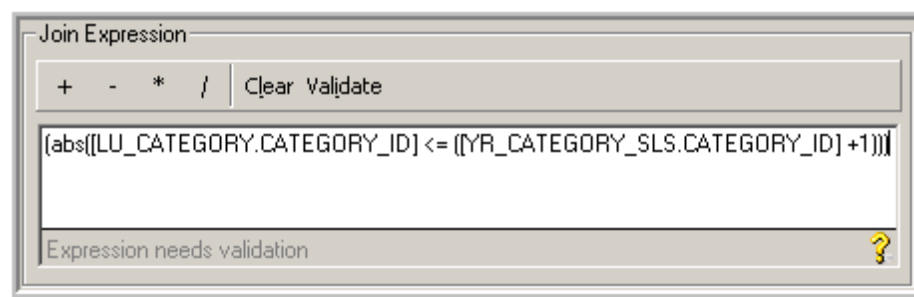 Join Expression
+ - * / Clear Validate
(abs([LU_CATEGORY.CATEGORY_ID] <= ([YR_CATEGORY_SLS.CATEGORY_ID] +1)))
Expression needs validation